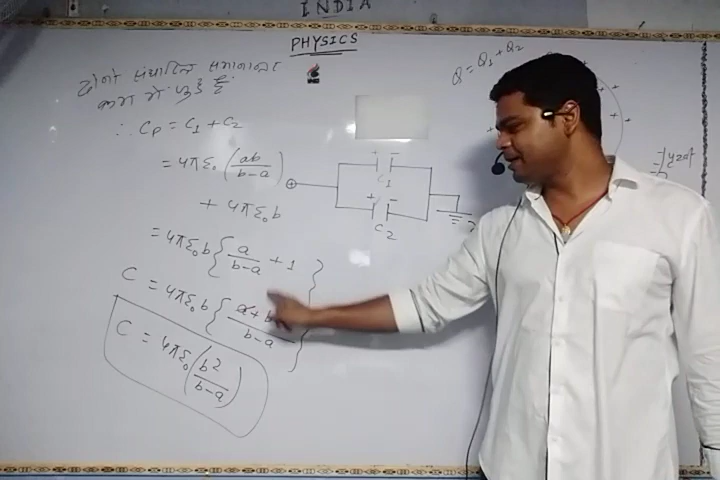 INDIA
PHYSICS
Q = Q₁ + Q₂
दोनों संधारित्र समान्तर
क्रम में जुड़े हैं
∴ Cp = C₁ + C₂
= 4πε₀ (ab/b-a)
+ 4πε₀b
= 4πε₀b { a/b-a + 1 }
C = 4πε₀b { a + b / b-a }
C = 4πε₀ (b²/b-a)
+ -
C₁
+ -
C₂